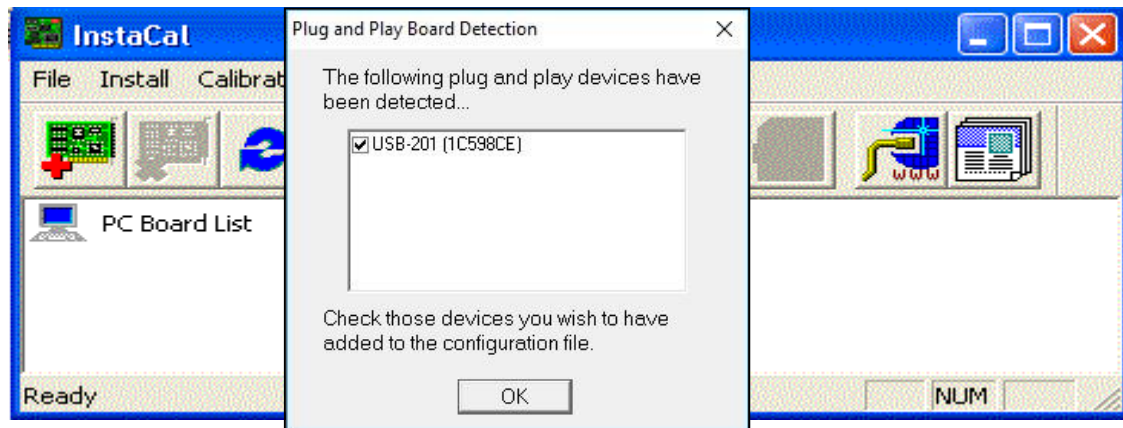 InstaCal
File Install Calibrat
Plug and Play Board Detection
The following plug and play devices have
been detected...
USB-201 (1C598CE)
Check those devices you wish to have
added to the configuration file.
OK
www
PC Board List
Ready
NUM